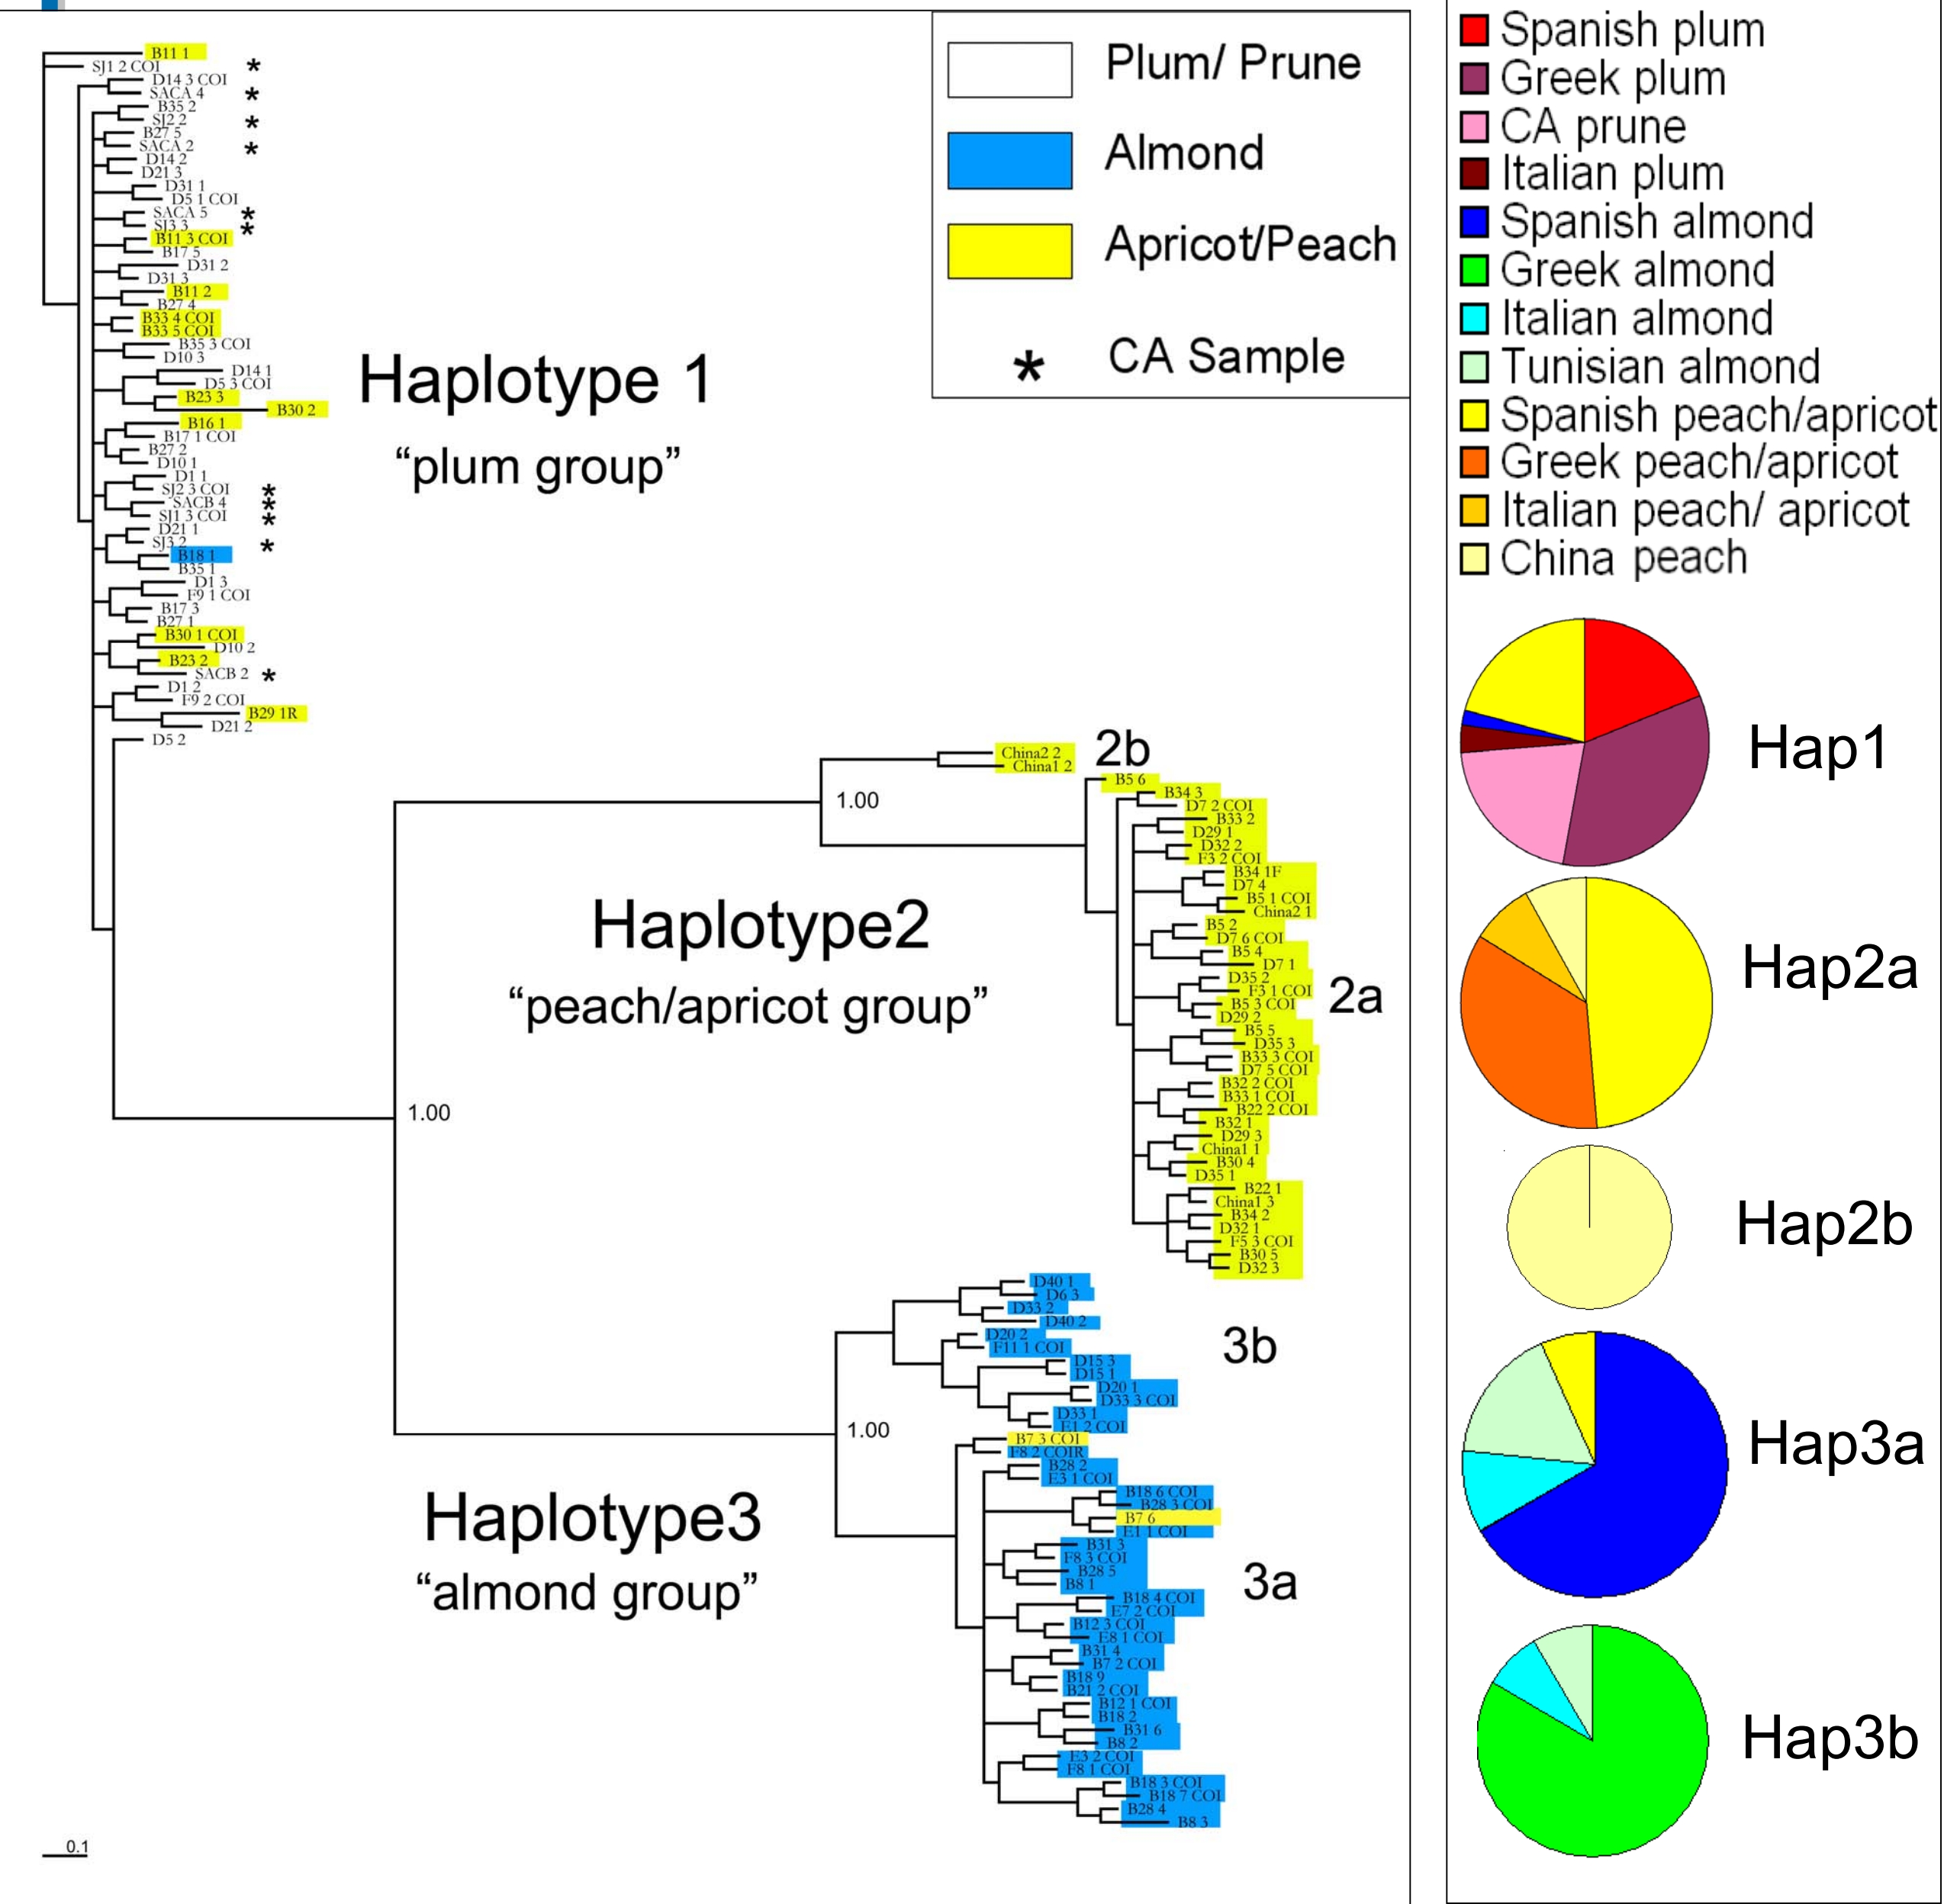 B11 1
SJ1 2 COI *
D14 3 COI
SACA 4 *
B35 2
SJ2 2 *
B27 5
SACA 2 *
D14 2
D21 3
D31 1
D5 1 COI
SACA 5 *
SJ3 3 *
B11 3 COI
B17 5
D31 2
D31 3
B11 2
B27 4
B33 4 COI
B33 5 COI
B35 3 COI
D10 3
D14 1
D5 3 COI
B23 3
B30 2
B16 1
B17 1 COI
B27 2
D10 1
D1 1
SJ2 3 COI *
SACB 4 *
SJ1 3 COI *
D21 1
SJ3 2 *
B18 1
B35 1
D1 3
F9 1 COI
B17 3
B27 1
B30 1 COI
D10 2
B23 2
SACB 2 *
D1 2
F9 2 COI
B29 1R
D21 2
D5 2
Haplotype 1
“plum group”
Plum/ Prune
Almond
Apricot/Peach
* CA Sample
China2 2
China1 2
2b
B5 6
B34 3
D7 2 COI
B33 2
D29 1
D32 2
F3 2 COI
B34 1F
D7 4
B5 1 COI
China2 1
B5 2
D7 6 COI
B5 4
D7 1
D35 2
F3 1 COI
B5 3 COI
D29 2
B5 5
D35 3
B33 3 COI
D7 5 COI
B32 2 COI
B33 1 COI
B22 2 COI
B32 1
D29 3
China1 1
B30 4
D35 1
B22 1
China1 3
B34 2
D32 1
F5 3 COI
B30 5
D32 3
2a
1.00
Haplotype2
“peach/apricot group”
1.00
D40 1
D6 3
D33 2
D40 2
D20 2
F11 1 COI
D15 3
D15 1
D20 1
D33 3 COI
D33 1
E1 2 COI
3b
1.00
B7 3 COI
F8 2 COIR
B28 2
E3 1 COI
B18 6 COI
B28 3 COI
B7 6
E1 1 COI
B31 3
F8 3 COI
B28 5
B8 1
B18 4 COI
E7 2 COI
B12 3 COI
E8 1 COI
B31 4
B7 2 COI
B18 9
B21 2 COI
B12 1 COI
B18 2
B31 6
B8 2
E3 2 COI
F8 1 COI
B18 3 COI
B18 7 COI
B28 4
B8 3
3a
Haplotype3
“almond group”
0.1
Spanish plum
Greek plum
CA prune
Italian plum
Spanish almond
Greek almond
Italian almond
Tunisian almond
Spanish peach/apricot
Greek peach/apricot
Italian peach/ apricot
China peach
Hap1
Hap2a
Hap2b
Hap3a
Hap3b